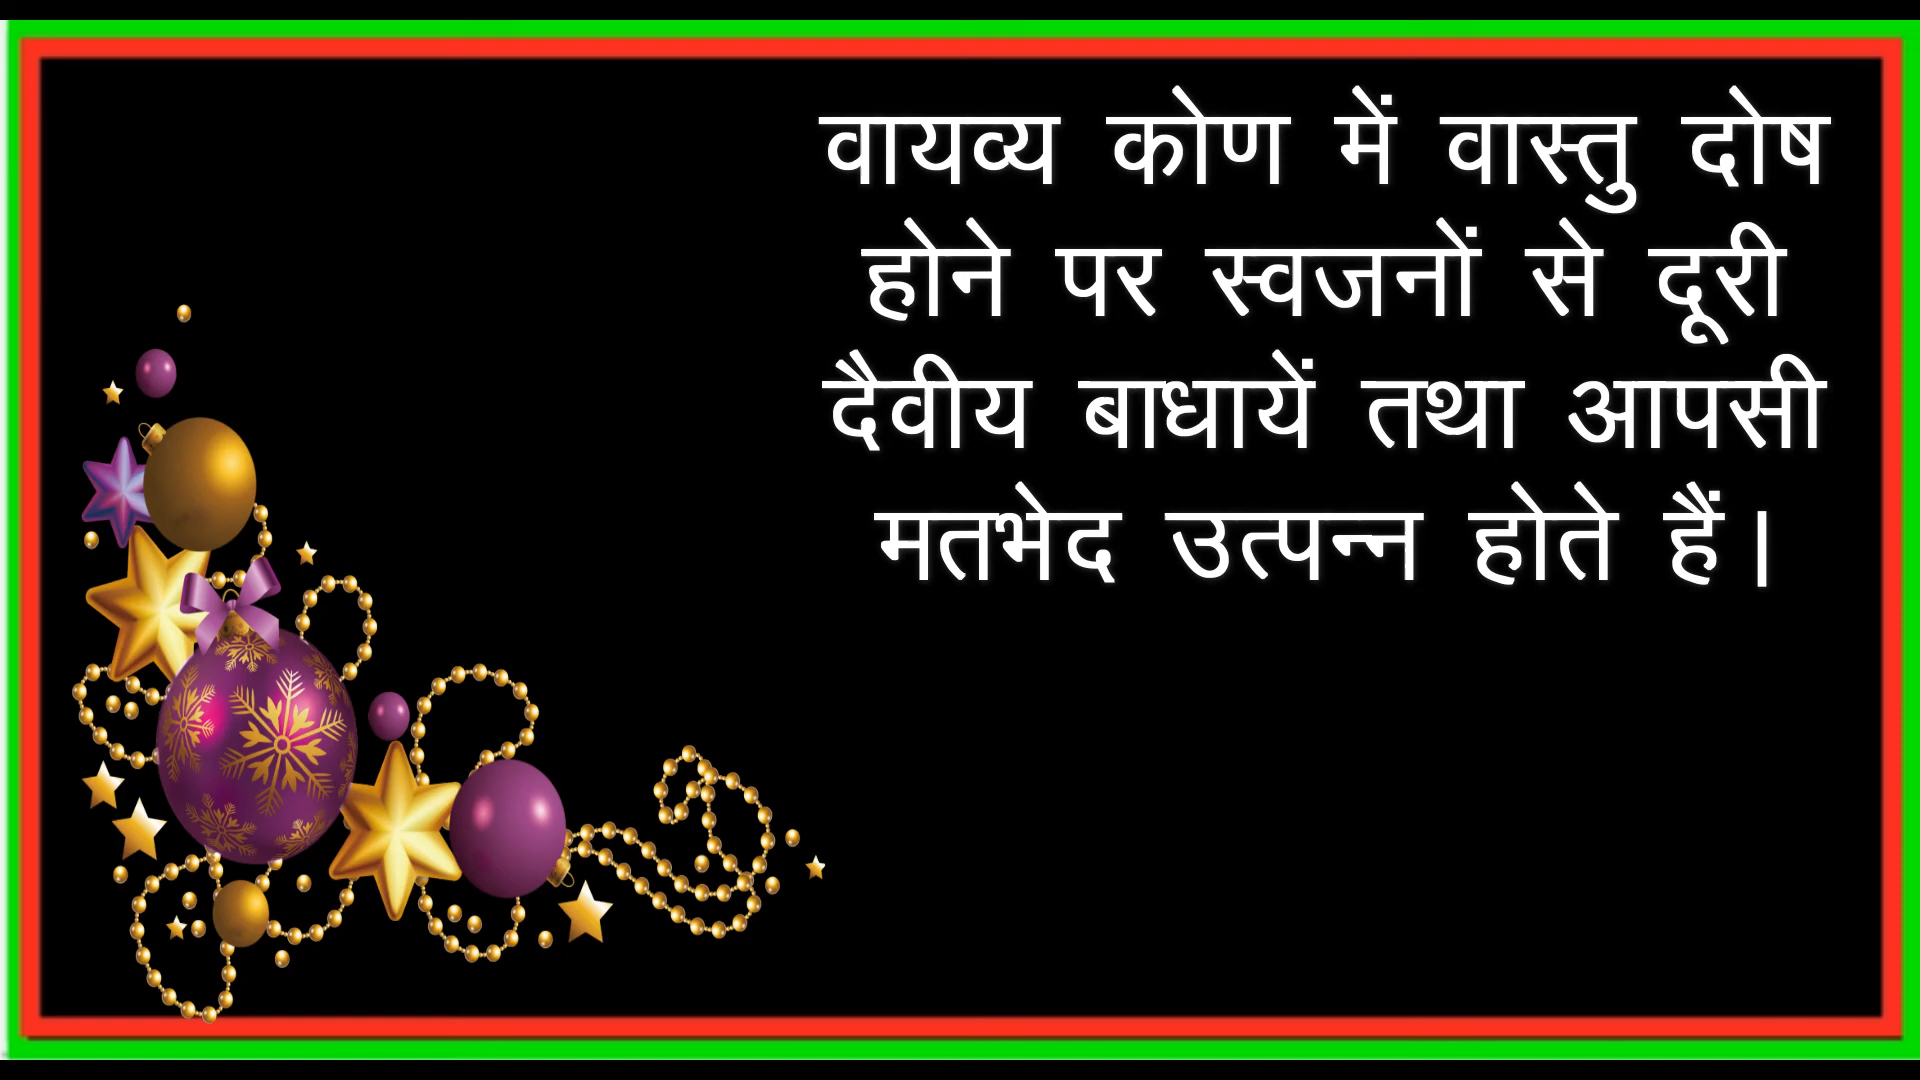 वायव्य कोण में वास्तु दोष
होने पर स्वजनों से दूरी
दैवीय बाधायें तथा आपसी
मतभेद उत्पन्न होते हैं।